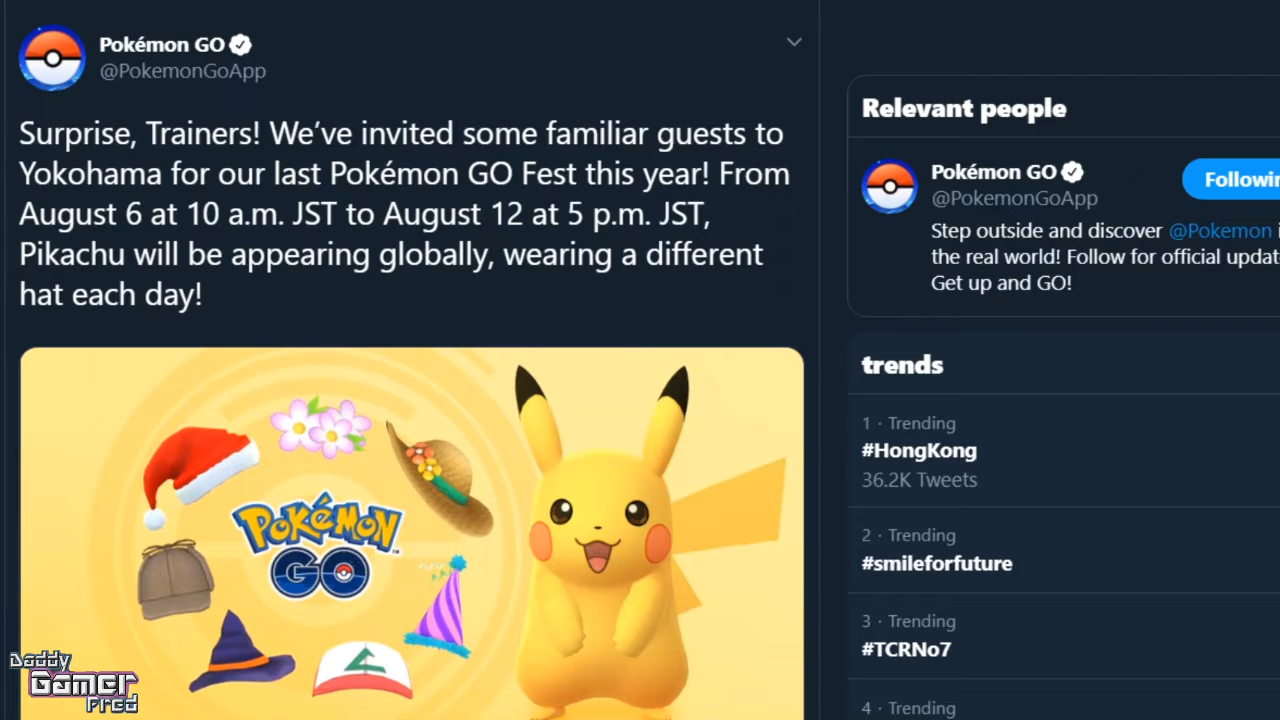 Pokémon GO
@PokemonGoApp
Surprise, Trainers! We've invited some familiar guests to
Yokohama for our last Pokémon GO Fest this year! From
August 6 at 10 a.m. JST to August 12 at 5 p.m. JST,
Pikachu will be appearing globally, wearing a different
hat each day!
POKÉMON
GO
Daddy
Gamer
Fred
Relevant people
Pokémon GO
@PokemonGoApp
Followin
Step outside and discover @Pokemon i
the real world! Follow for official updat
Get up and GO!
trends
1 · Trending
#HongKong
36.2K Tweets
2 · Trending
#smileforfuture
3 · Trending
#TCRNo7
4 · Trending